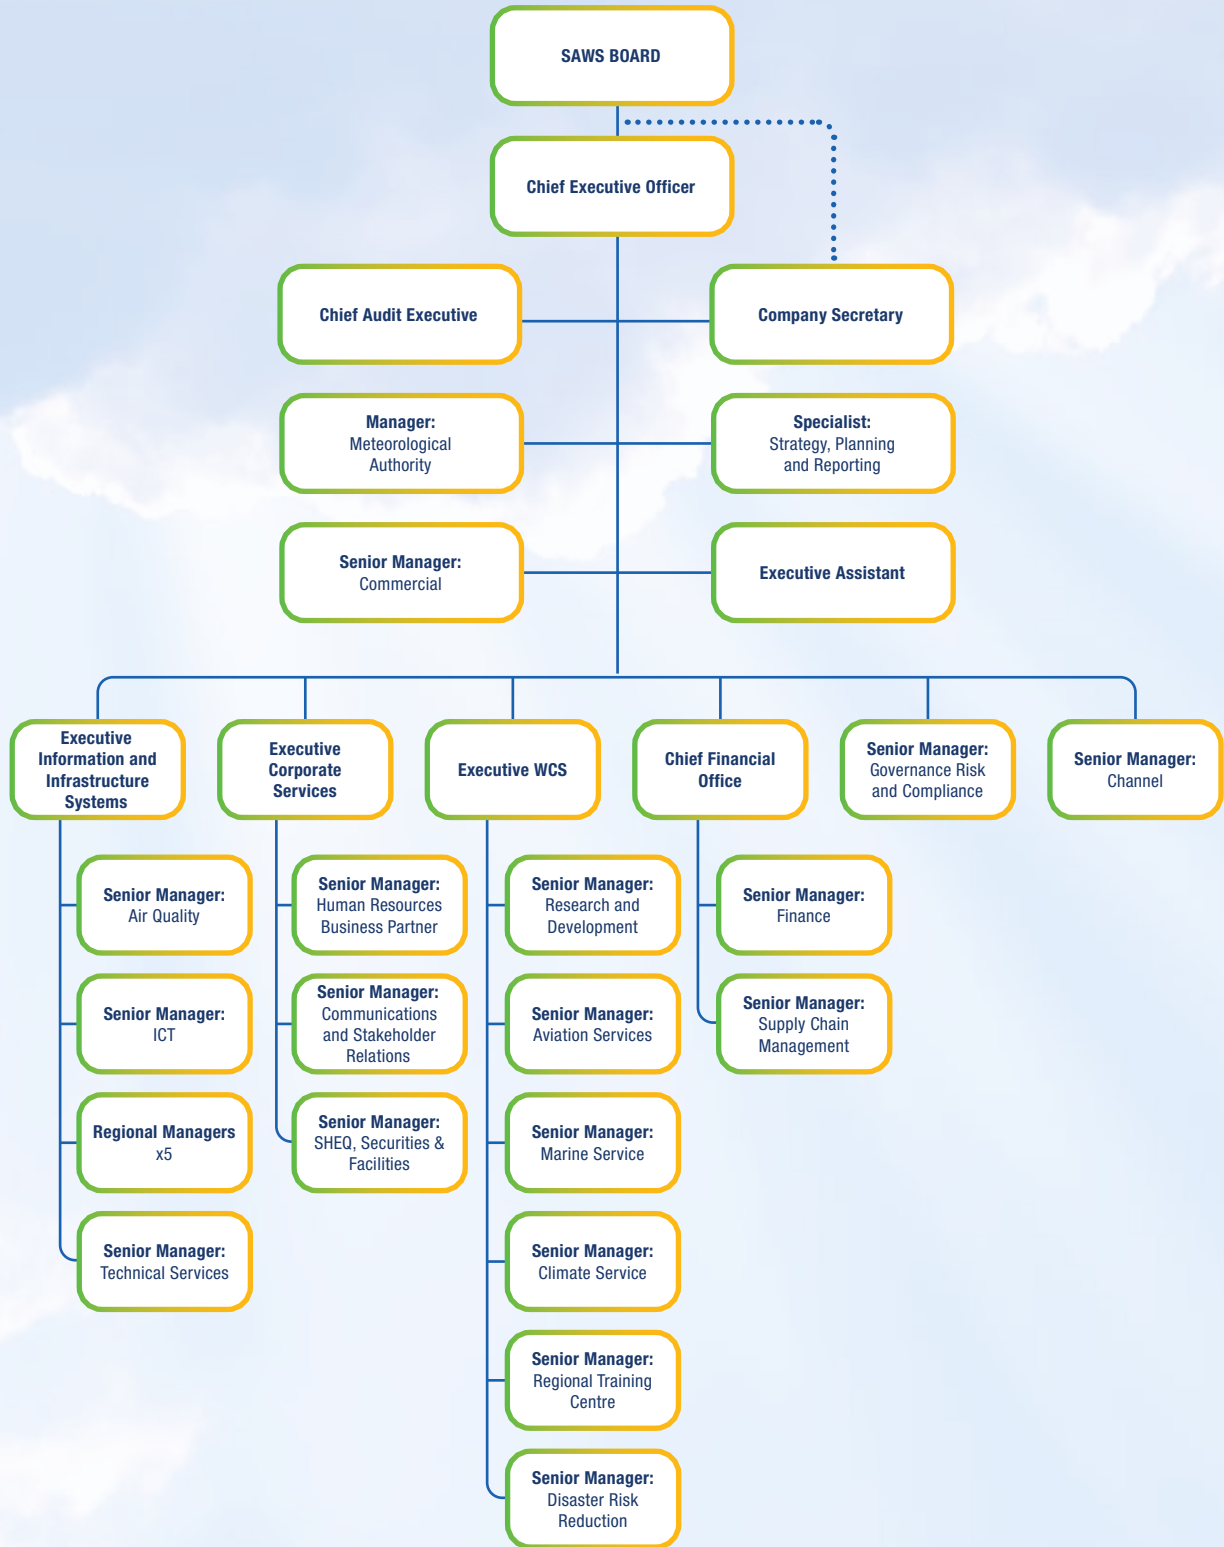 SAWS BOARD
Chief Executive Officer
Chief Audit Executive
Company Secretary
Manager:
Meteorological
Authority
Specialist:
Strategy, Planning
and Reporting
Senior Manager:
Commercial
Executive Assistant
Executive
Information and
Infrastructure
Systems
Executive
Corporate
Services
Executive WCS
Chief Financial
Office
Senior Manager:
Governance Risk
and Compliance
Senior Manager:
Channel
Senior Manager:
Air Quality
Senior Manager:
ICT
Regional Managers
x5
Senior Manager:
Technical Services
Senior Manager:
Human Resources
Business Partner
Senior Manager:
Communications
and Stakeholder
Relations
Senior Manager:
SHEQ, Securities &
Facilities
Senior Manager:
Research and
Development
Senior Manager:
Aviation Services
Senior Manager:
Marine Service
Senior Manager:
Climate Service
Senior Manager:
Regional Training
Centre
Senior Manager:
Disaster Risk
Reduction
Senior Manager:
Finance
Senior Manager:
Supply Chain
Management